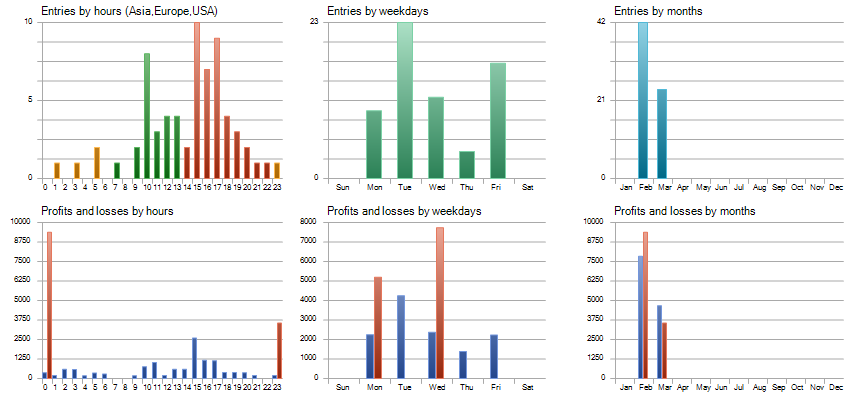 Entries by hours (Asia,Europe,USA)
10
5
0
0 1 2 3 4 5 6 7 8 9 10 11 12 13 14 15 16 17 18 19 20 21 22 23
Entries by weekdays
23
0
Sun Mon Tue Wed Thu Fri Sat
Entries by months
42
21
0
Jan Feb Mar Apr May Jun Jul Aug Sep Oct Nov Dec
Profits and losses by hours
10000
8750
7500
6250
5000
3750
2500
1250
0
0 1 2 3 4 5 6 7 8 9 10 11 12 13 14 15 16 17 18 19 20 21 22 23
Profits and losses by weekdays
8000
7000
6000
5000
4000
3000
2000
1000
0
Sun Mon Tue Wed Thu Fri Sat
Profits and losses by months
10000
8750
7500
6250
5000
3750
2500
1250
0
Jan Feb Mar Apr May Jun Jul Aug Sep Oct Nov Dec